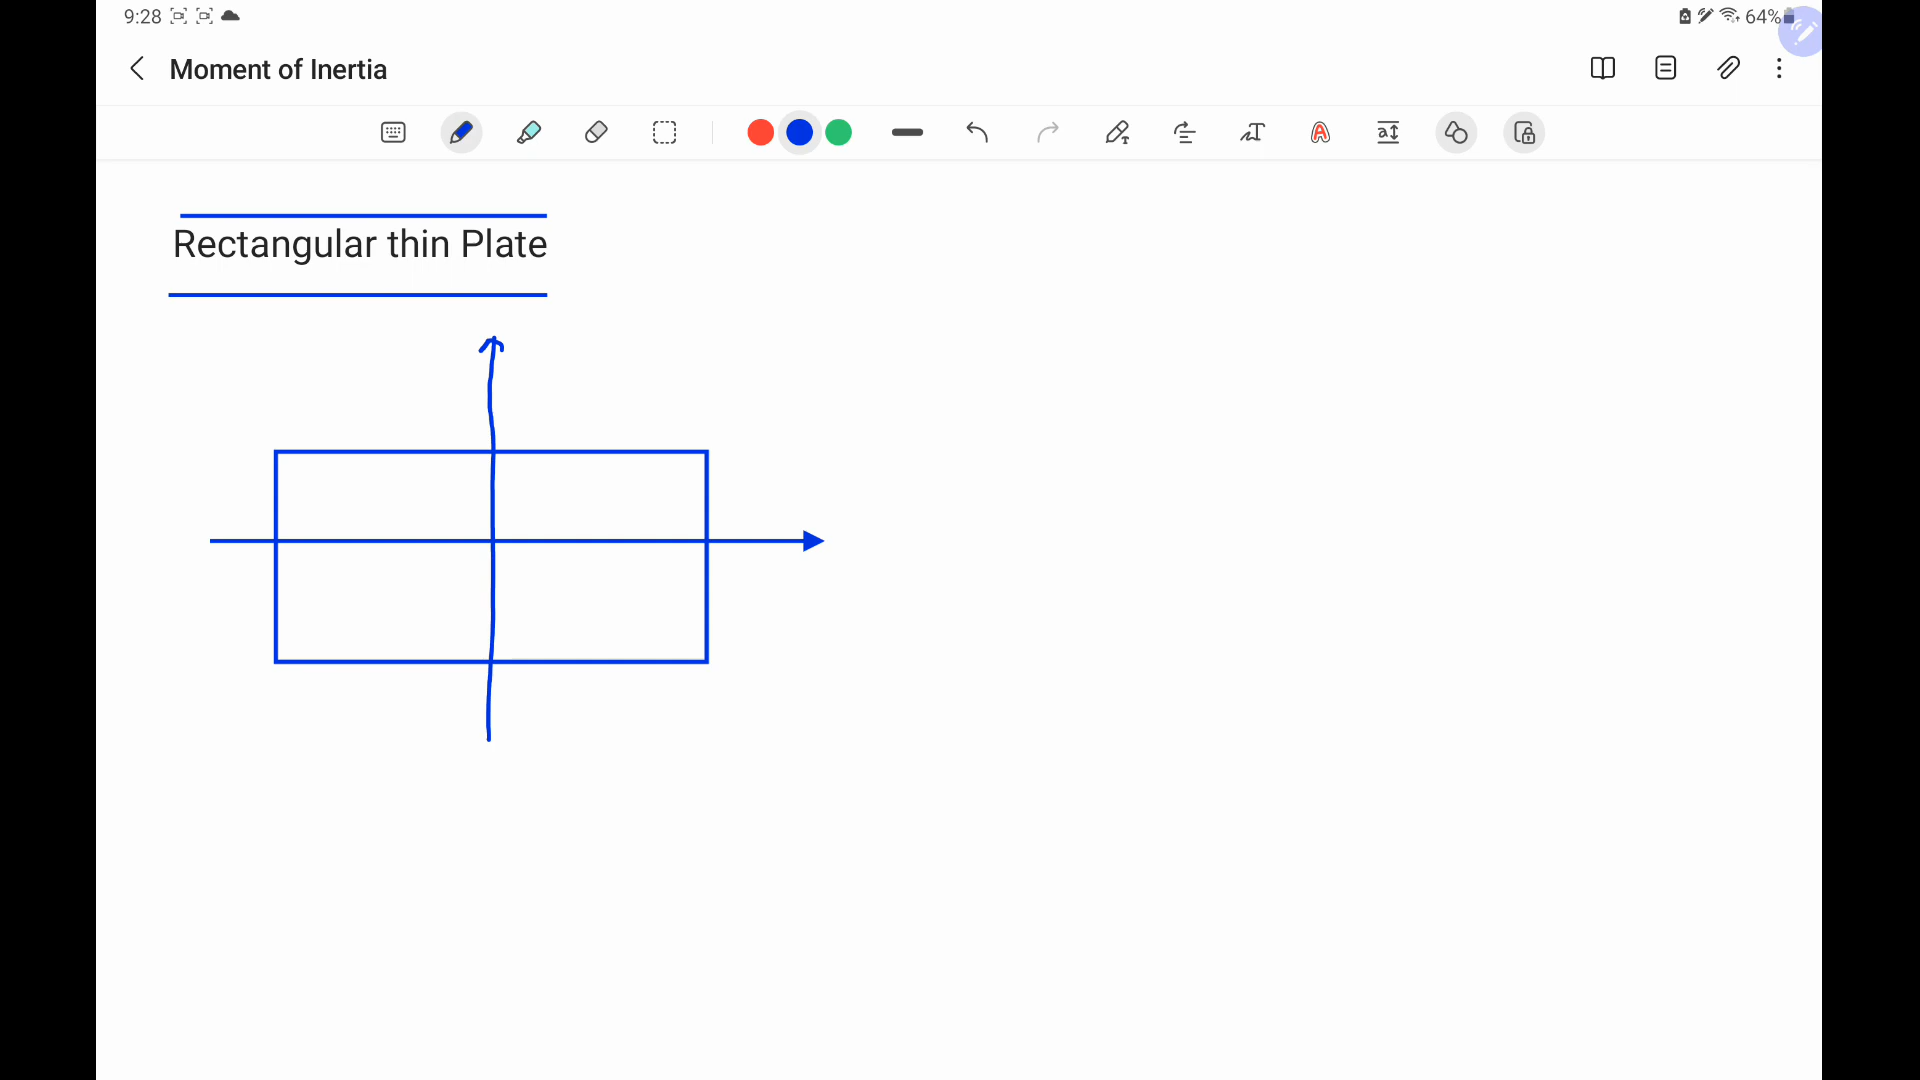 9:28
64%
Moment of Inertia
Rectangular thin Plate